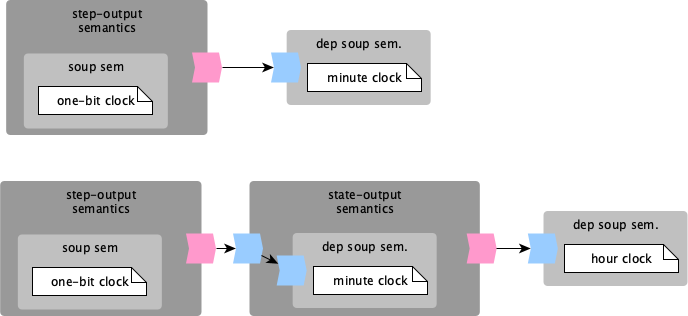 step-output
semantics
soup sem
one-bit clock
dep soup sem.
minute clock
step-output
semantics
soup sem
one-bit clock
state-output
semantics
dep soup sem.
minute clock
dep soup sem.
hour clock